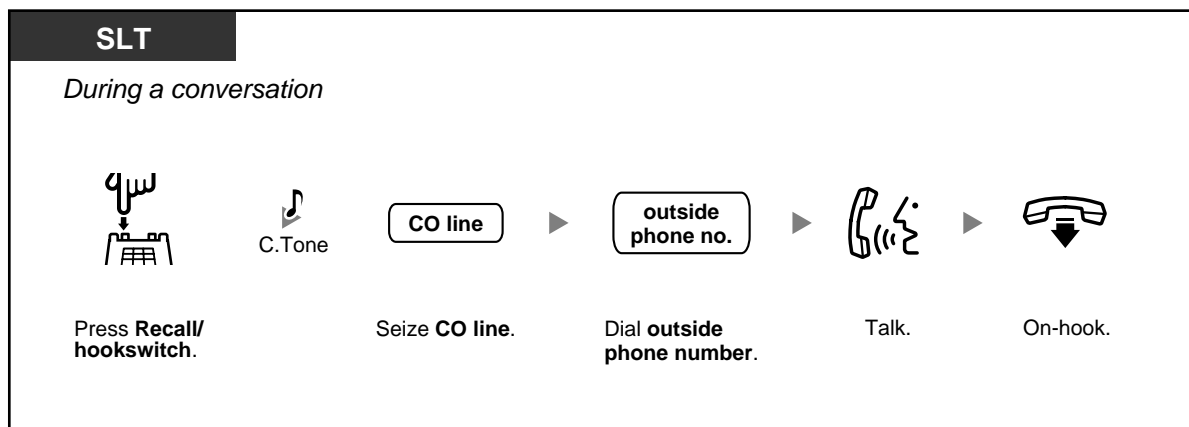 SLT
During a conversation
C.Tone
CO line
outside
phone no.
Press Recall/
hookswitch.
Seize CO line.
Dial outside
phone number.
Talk.
On-hook.